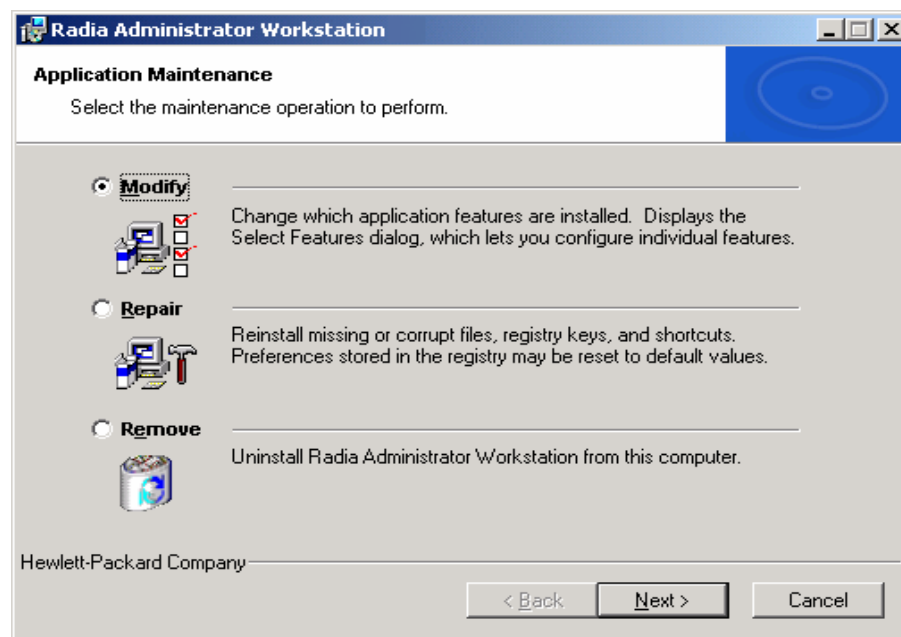 Radia Administrator Workstation
Application Maintenance
Select the maintenance operation to perform.
Modify
Change which application features are installed. Displays the
Select Features dialog, which lets you configure individual features.
Repair
Reinstall missing or corrupt files, registry keys, and shortcuts.
Preferences stored in the registry may be reset to default values.
Remove
Uninstall Radia Administrator Workstation from this computer.
Hewlett-Packard Company
< Back
Next >
Cancel